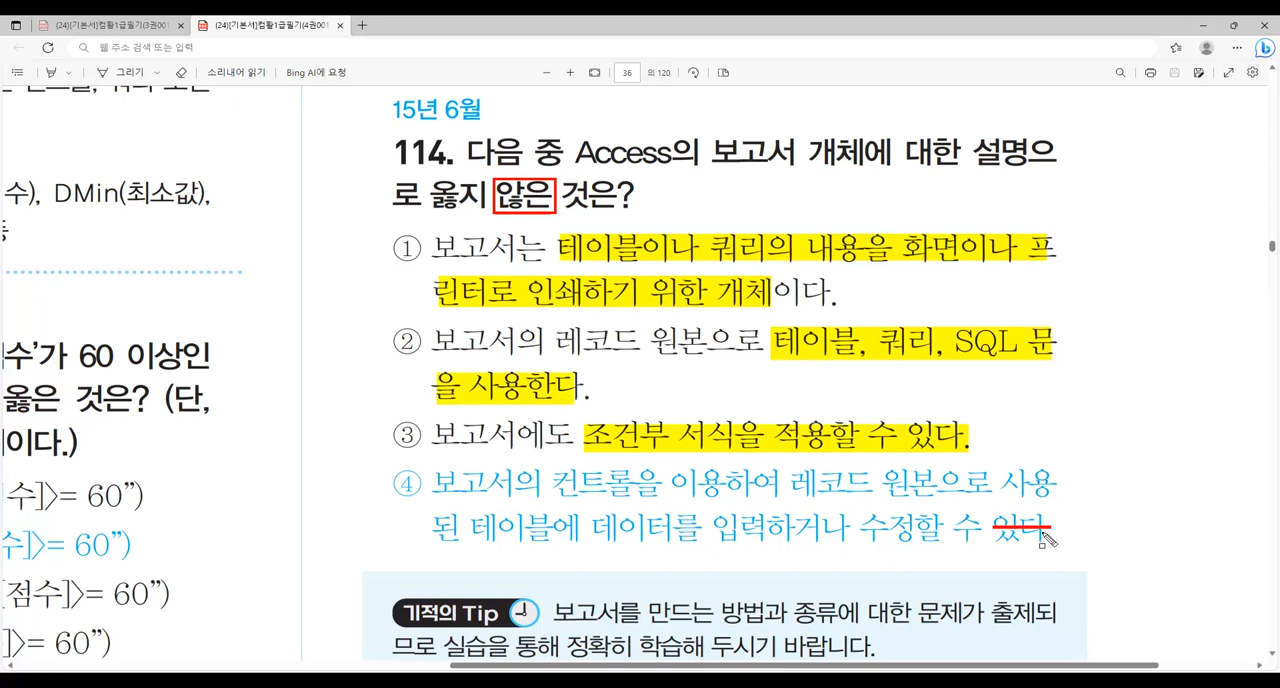 (24)[기본서]컴활1급필기(3권001
(24)[기본서]컴활1급필기(4권001
웹 주소 검색 또는 입력
그리기
소리내어 읽기
Bing AI에 요청
36
의 120
15년 6월
수), DMin(최소값),
114. 다음 중 Access의 보고서 개체에 대한 설명으
로 옳지 않은 것은?
① 보고서는 테이블이나 쿼리의 내용을 화면이나 프
린터로 인쇄하기 위한 개체이다.
② 보고서의 레코드 원본으로 테이블, 쿼리, SQL 문
을 사용한다.
③ 보고서에도 조건부 서식을 적용할 수 있다.
④ 보고서의 컨트롤을 이용하여 레코드 원본으로 사용
된 테이블에 데이터를 입력하거나 수정할 수 있다.
기적의 Tip 보고서를 만드는 방법과 종류에 대한 문제가 출제되
므로 실습을 통해 정확히 학습해 두시기 바랍니다.
수'가 60 이상인
옳은 것은? (단,
이다.)
수]>= 60”)
수]>= 60”)
[점수]>= 60”)
]>= 60”)